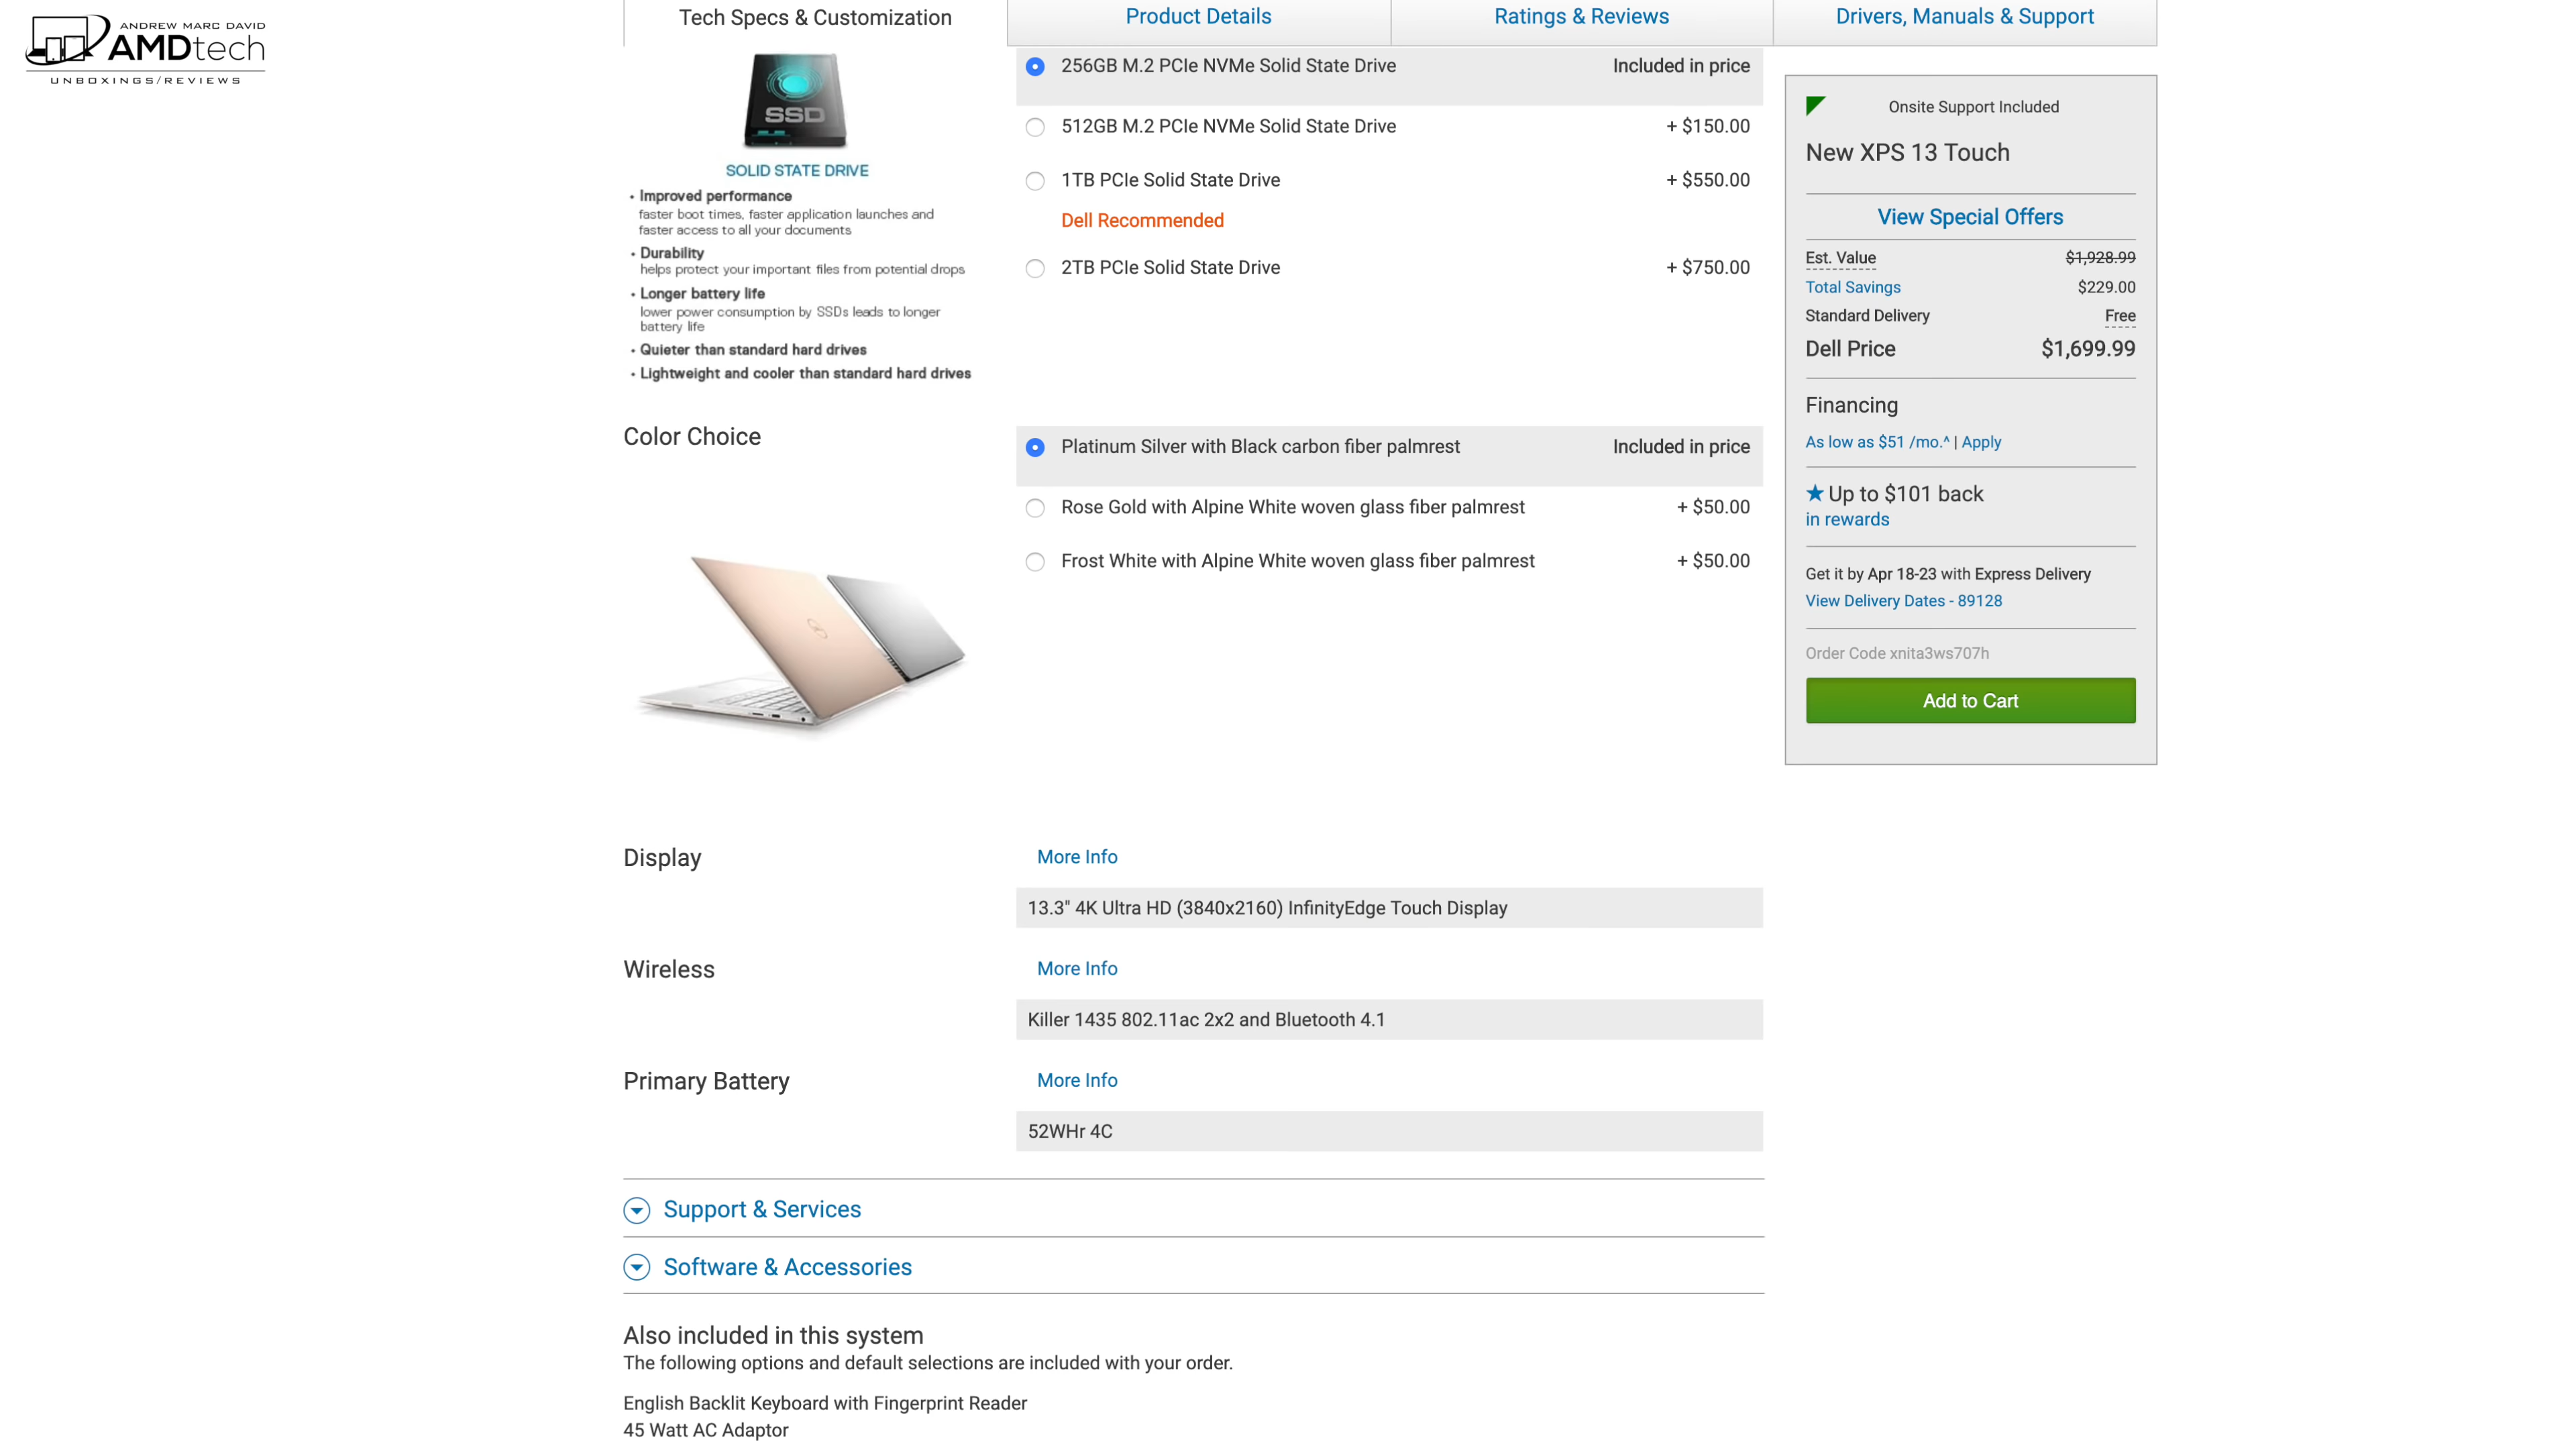 ANDREW MARC DAVID
AMDtech
UNBOXINGS/REVIEWS
Tech Specs & Customization
Product Details
Ratings & Reviews
Drivers, Manuals & Support
SSD
SOLID STATE DRIVE
• Improved performance
faster boot times, faster application launches and
faster access to all your documents
• Durability
helps protect your important files from potential drops
• Longer battery life
lower power consumption by SSDs leads to longer
battery life
• Quieter than standard hard drives
• Lightweight and cooler than standard hard drives
256GB M.2 PCIe NVMe Solid State Drive Included in price
512GB M.2 PCIe NVMe Solid State Drive + $150.00
1TB PCIe Solid State Drive + $550.00
Dell Recommended
2TB PCIe Solid State Drive + $750.00
Color Choice
Platinum Silver with Black carbon fiber palmrest Included in price
Rose Gold with Alpine White woven glass fiber palmrest + $50.00
Frost White with Alpine White woven glass fiber palmrest + $50.00
Display More Info
13.3" 4K Ultra HD (3840x2160) InfinityEdge Touch Display
Wireless More Info
Killer 1435 802.11ac 2x2 and Bluetooth 4.1
Primary Battery More Info
52WHr 4C
Support & Services
Software & Accessories
Also included in this system
The following options and default selections are included with your order.
English Backlit Keyboard with Fingerprint Reader
45 Watt AC Adaptor
Onsite Support Included
New XPS 13 Touch
View Special Offers
Est. Value $1,928.99
Total Savings $229.00
Standard Delivery Free
Dell Price $1,699.99
Financing
As low as $51 /mo.^ | Apply
Up to $101 back
in rewards
Get it by Apr 18-23 with Express Delivery
View Delivery Dates - 89128
Order Code xnita3ws707h
Add to Cart